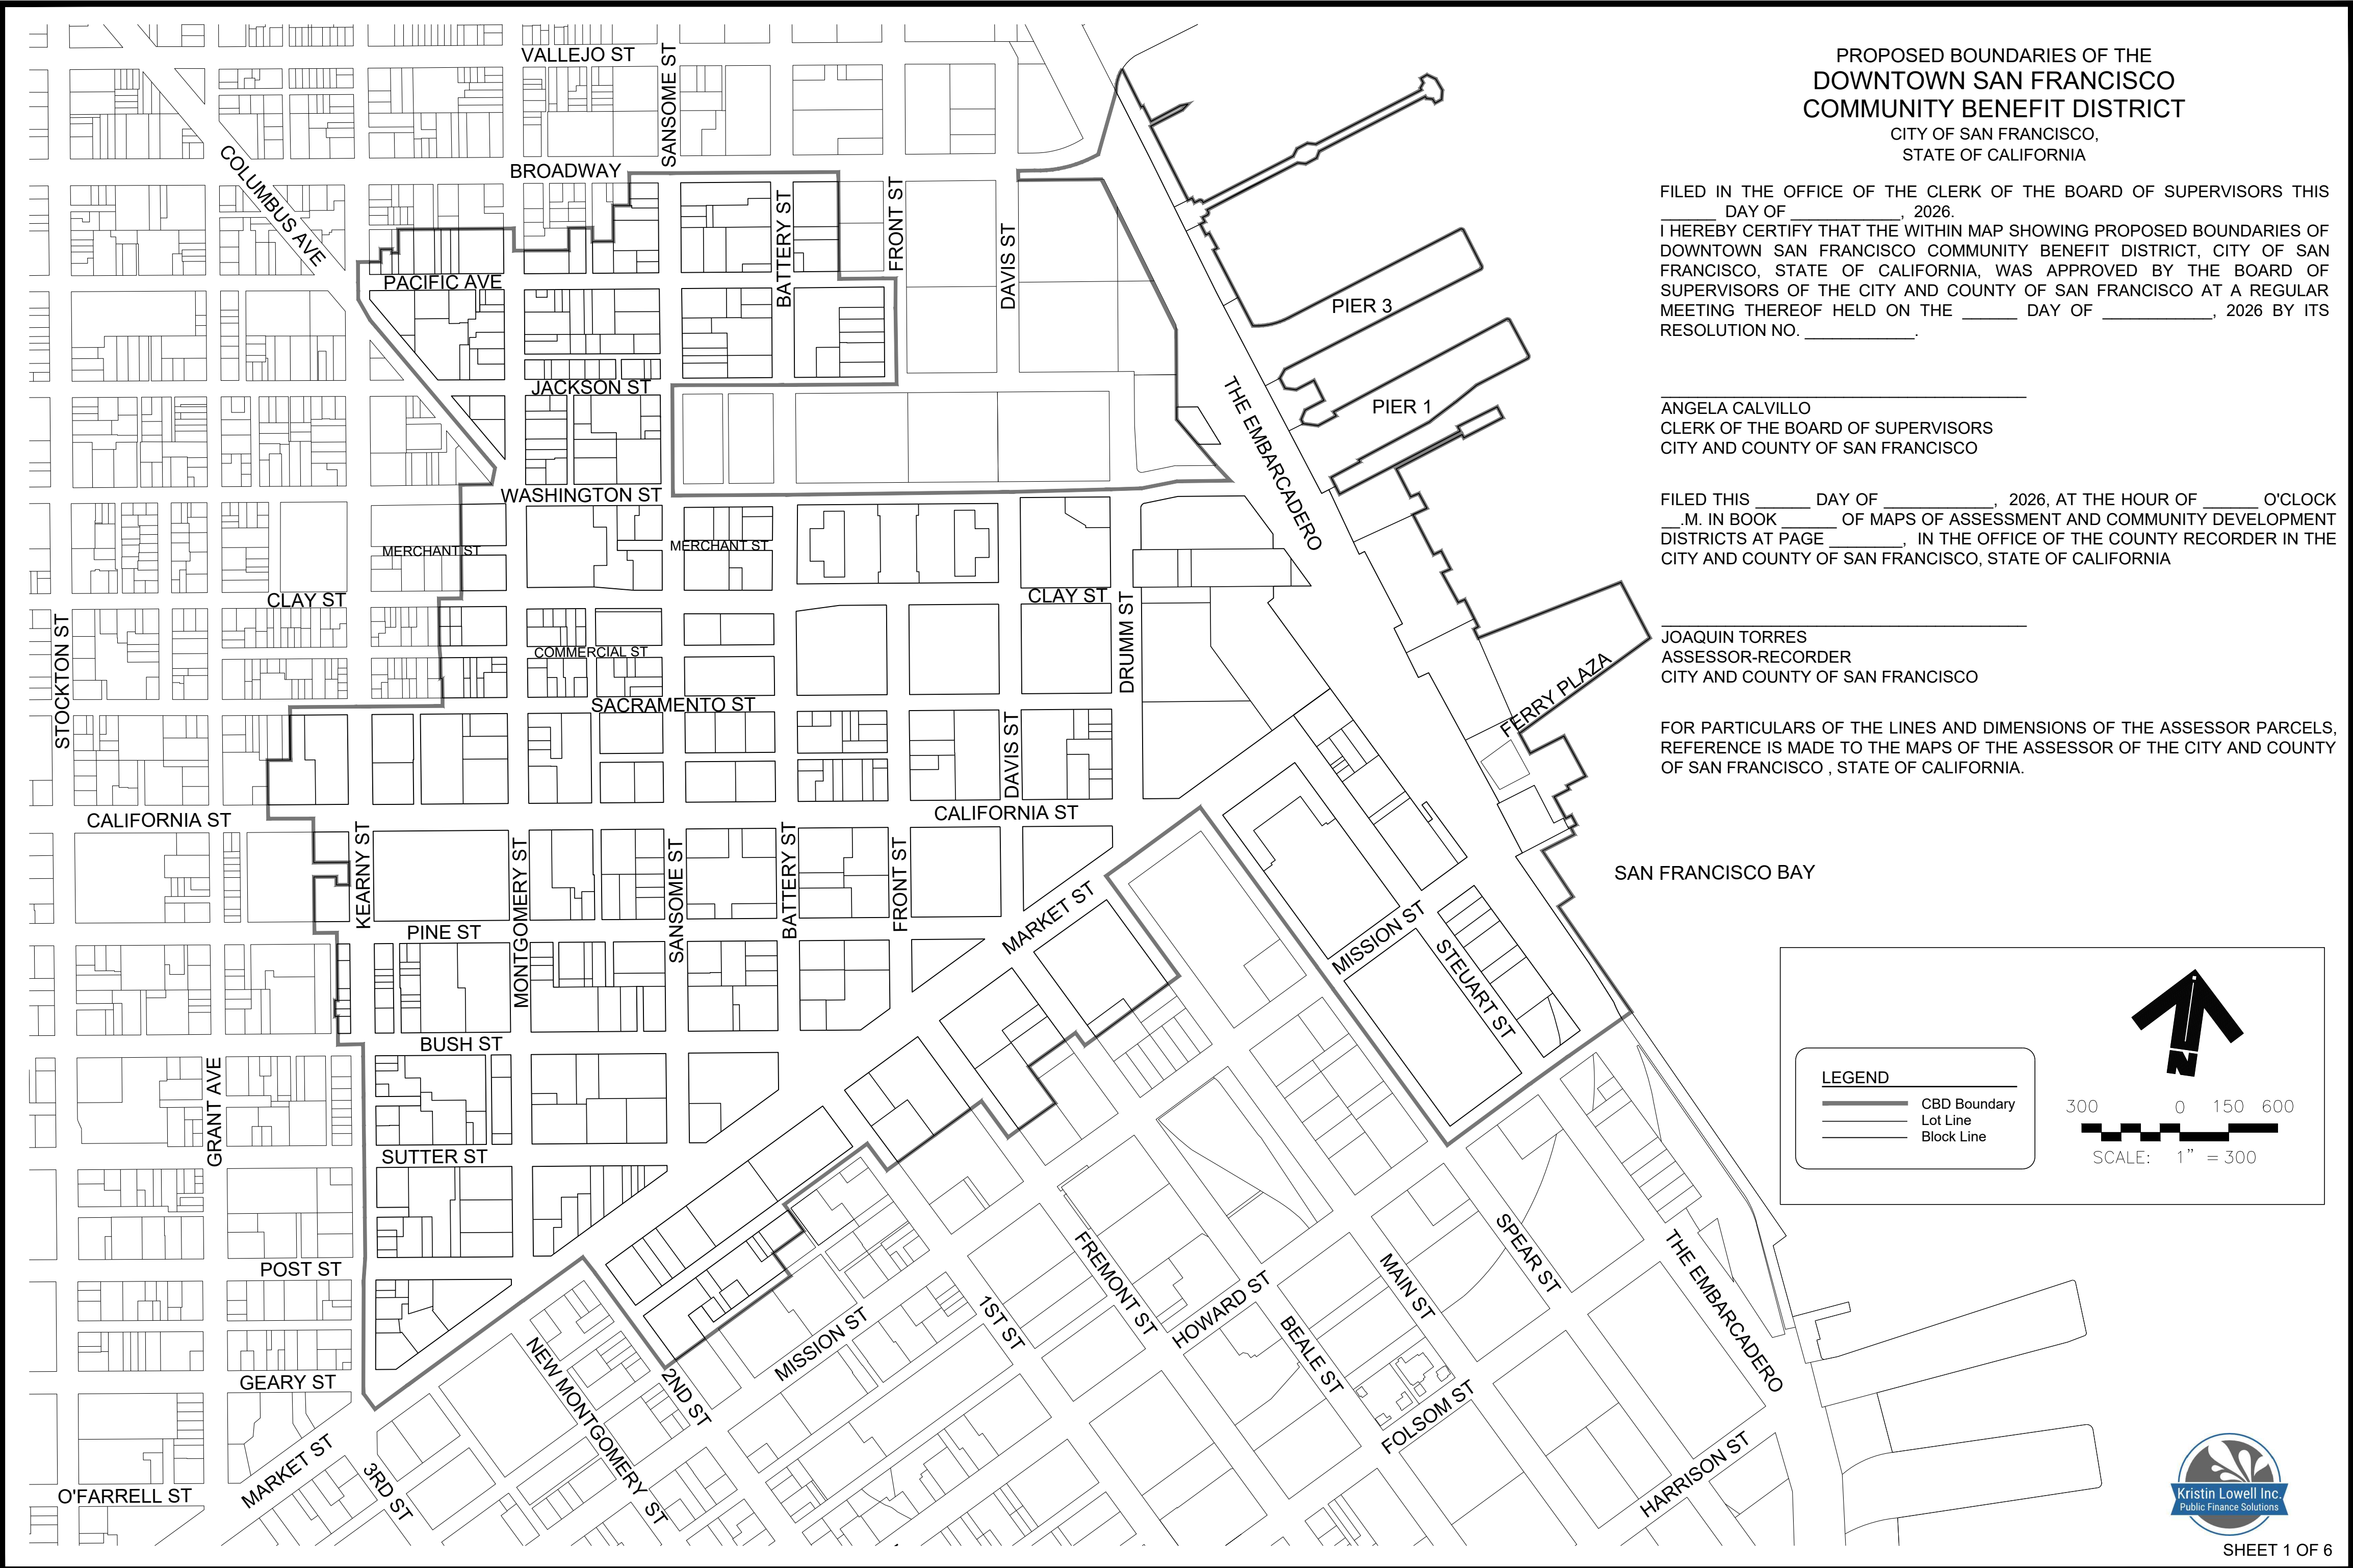 PROPOSED BOUNDARIES OF THE
DOWNTOWN SAN FRANCISCO
COMMUNITY BENEFIT DISTRICT
CITY OF SAN FRANCISCO,
STATE OF CALIFORNIA
FILED IN THE OFFICE OF THE CLERK OF THE BOARD OF SUPERVISORS THIS
______ DAY OF ____________, 2026.
I HEREBY CERTIFY THAT THE WITHIN MAP SHOWING PROPOSED BOUNDARIES OF
DOWNTOWN SAN FRANCISCO COMMUNITY BENEFIT DISTRICT, CITY OF SAN
FRANCISCO, STATE OF CALIFORNIA, WAS APPROVED BY THE BOARD OF
SUPERVISORS OF THE CITY AND COUNTY OF SAN FRANCISCO AT A REGULAR
MEETING THEREOF HELD ON THE ______ DAY OF ____________, 2026 BY ITS
RESOLUTION NO. ____________.
ANGELA CALVILLO
CLERK OF THE BOARD OF SUPERVISORS
CITY AND COUNTY OF SAN FRANCISCO
FILED THIS ______ DAY OF ____________, 2026, AT THE HOUR OF ______ O'CLOCK
__.M. IN BOOK ______ OF MAPS OF ASSESSMENT AND COMMUNITY DEVELOPMENT
DISTRICTS AT PAGE ________, IN THE OFFICE OF THE COUNTY RECORDER IN THE
CITY AND COUNTY OF SAN FRANCISCO, STATE OF CALIFORNIA
JOAQUIN TORRES
ASSESSOR-RECORDER
CITY AND COUNTY OF SAN FRANCISCO
FOR PARTICULARS OF THE LINES AND DIMENSIONS OF THE ASSESSOR PARCELS,
REFERENCE IS MADE TO THE MAPS OF THE ASSESSOR OF THE CITY AND COUNTY
OF SAN FRANCISCO , STATE OF CALIFORNIA.
VALLEJO ST
SANSOME ST
BROADWAY
COLUMBUS AVE
PACIFIC AVE
BATTERY ST
FRONT ST
DAVIS ST
PIER 3
PIER 1
JACKSON ST
THE EMBARCADERO
WASHINGTON ST
MERCHANT ST
MERCHANT ST
CLAY ST
CLAY ST
STOCKTON ST
COMMERCIAL ST
DRUMM ST
SACRAMENTO ST
FERRY PLAZA
DAVIS ST
CALIFORNIA ST
CALIFORNIA ST
KEARNY ST
MONTGOMERY ST
SANSOME ST
BATTERY ST
FRONT ST
SAN FRANCISCO BAY
PINE ST
MARKET ST
MISSION ST
STEUART ST
BUSH ST
GRANT AVE
SUTTER ST
POST ST
FREMONT ST
MAIN ST
SPEAR ST
THE EMBARCADERO
HOWARD ST
1ST ST
BEALE ST
MISSION ST
NEW MONTGOMERY ST
2ND ST
GEARY ST
FOLSOM ST
MARKET ST
3RD ST
HARRISON ST
O'FARRELL ST
N
LEGEND
CBD Boundary
Lot Line
Block Line
300 0 150 600
SCALE: 1" = 300
Kristin Lowell Inc.
Public Finance Solutions
SHEET 1 OF 6